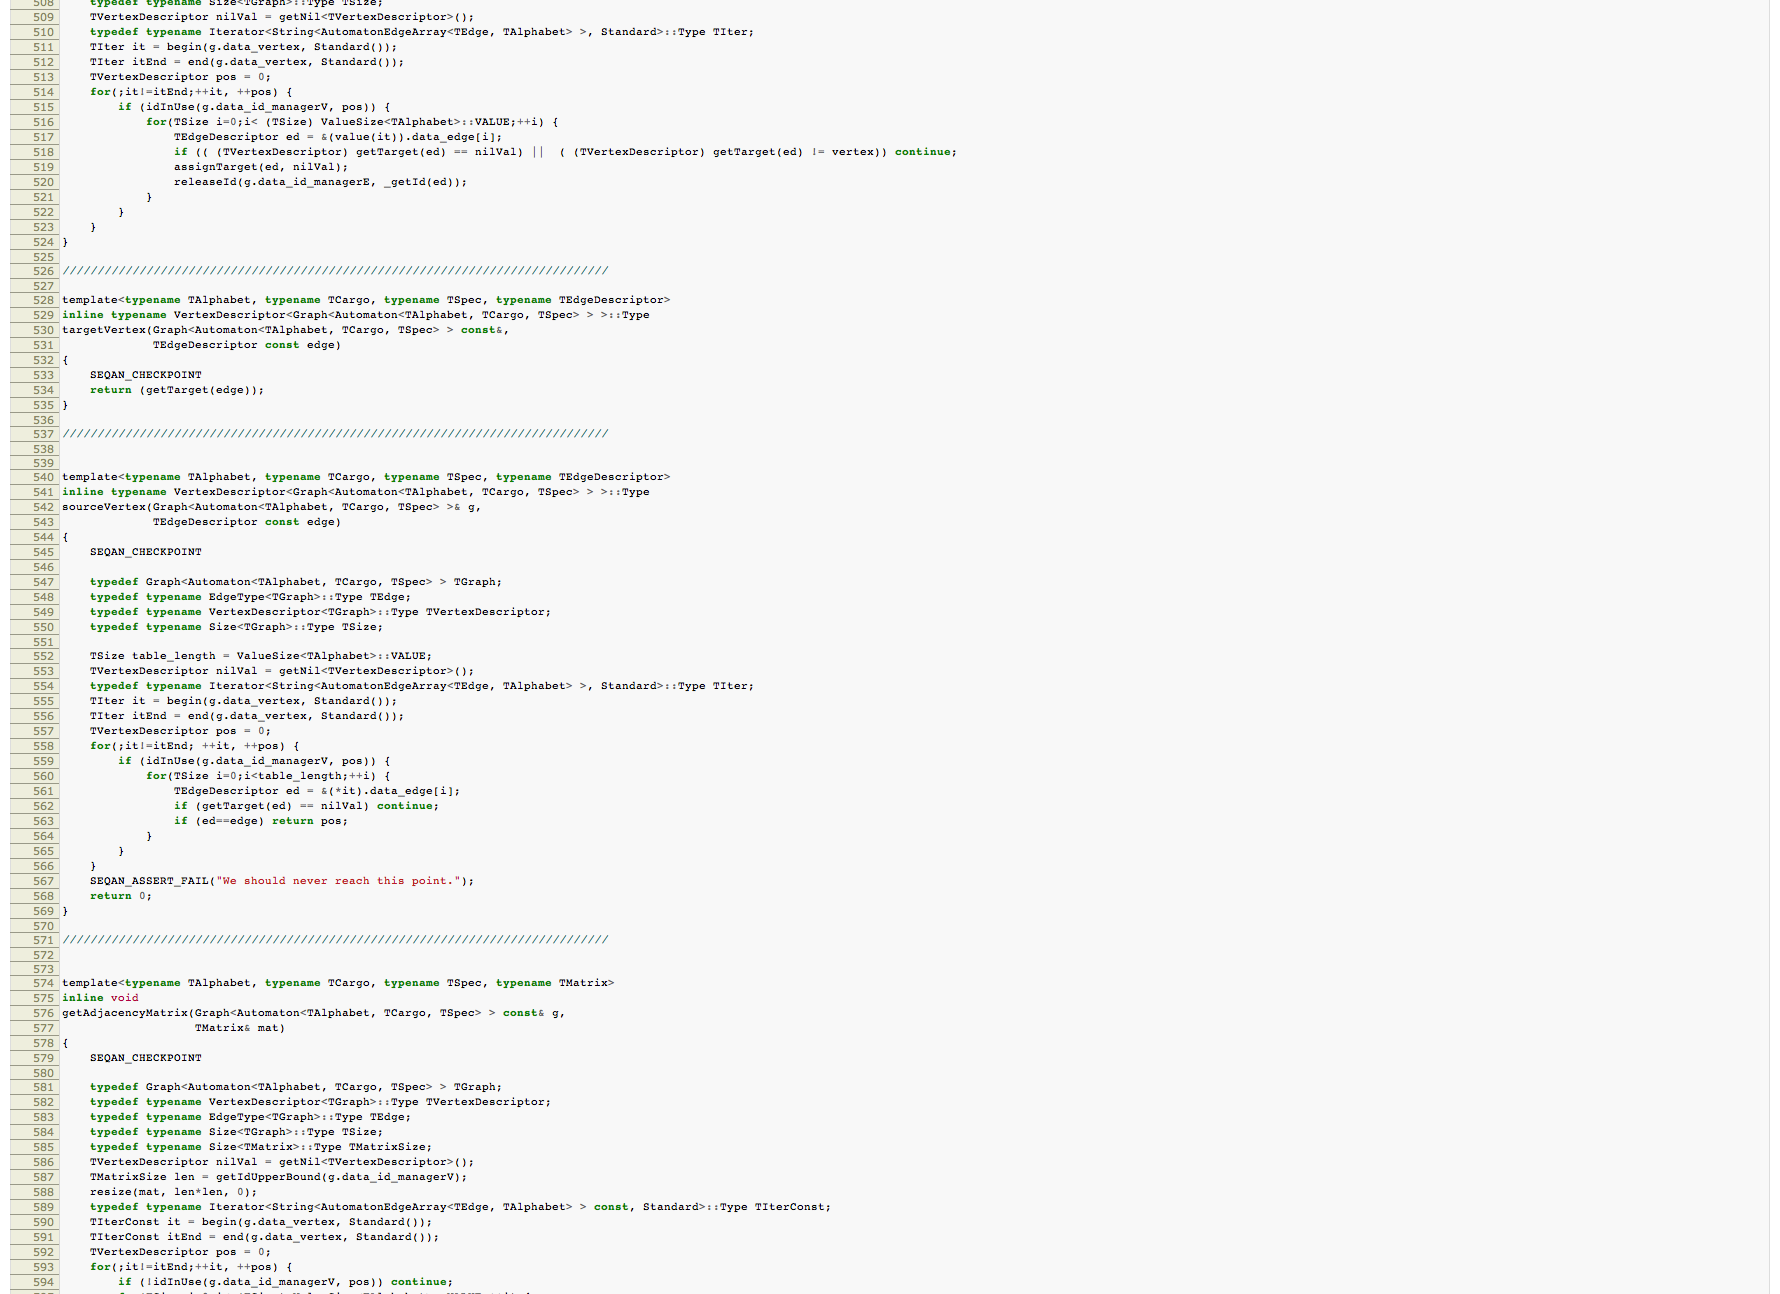 508     typedef typename Size<TGraph>::Type TSize;
509     TVertexDescriptor nilVal = getNil<TVertexDescriptor>();
510     typedef typename Iterator<String<AutomatonEdgeArray<TEdge, TAlphabet> >, Standard>::Type TIter;
511     TIter it = begin(g.data_vertex, Standard());
512     TIter itEnd = end(g.data_vertex, Standard());
513     TVertexDescriptor pos = 0;
514     for(;it!=itEnd;++it, ++pos) {
515         if (idInUse(g.data_id_managerV, pos)) {
516             for(TSize i=0;i< (TSize) ValueSize<TAlphabet>::VALUE;++i) {
517                 TEdgeDescriptor ed = &(value(it)).data_edge[i];
518                 if (( (TVertexDescriptor) getTarget(ed) == nilVal) ||  ( (TVertexDescriptor) getTarget(ed) != vertex)) continue;
519                 assignTarget(ed, nilVal);
520                 releaseId(g.data_id_managerE, _getId(ed));
521             }
522         }
523     }
524 }
525
526 //////////////////////////////////////////////////////////////////////////////
527
528 template<typename TAlphabet, typename TCargo, typename TSpec, typename TEdgeDescriptor>
529 inline typename VertexDescriptor<Graph<Automaton<TAlphabet, TCargo, TSpec> > >::Type
530 targetVertex(Graph<Automaton<TAlphabet, TCargo, TSpec> > const&,
531              TEdgeDescriptor const edge)
532 {
533     SEQAN_CHECKPOINT
534     return (getTarget(edge));
535 }
536
537 //////////////////////////////////////////////////////////////////////////////
538
539
540 template<typename TAlphabet, typename TCargo, typename TSpec, typename TEdgeDescriptor>
541 inline typename VertexDescriptor<Graph<Automaton<TAlphabet, TCargo, TSpec> > >::Type
542 sourceVertex(Graph<Automaton<TAlphabet, TCargo, TSpec> >& g,
543              TEdgeDescriptor const edge)
544 {
545     SEQAN_CHECKPOINT
546
547     typedef Graph<Automaton<TAlphabet, TCargo, TSpec> > TGraph;
548     typedef typename EdgeType<TGraph>::Type TEdge;
549     typedef typename VertexDescriptor<TGraph>::Type TVertexDescriptor;
550     typedef typename Size<TGraph>::Type TSize;
551
552     TSize table_length = ValueSize<TAlphabet>::VALUE;
553     TVertexDescriptor nilVal = getNil<TVertexDescriptor>();
554     typedef typename Iterator<String<AutomatonEdgeArray<TEdge, TAlphabet> >, Standard>::Type TIter;
555     TIter it = begin(g.data_vertex, Standard());
556     TIter itEnd = end(g.data_vertex, Standard());
557     TVertexDescriptor pos = 0;
558     for(;it!=itEnd; ++it, ++pos) {
559         if (idInUse(g.data_id_managerV, pos)) {
560             for(TSize i=0;i<table_length;++i) {
561                 TEdgeDescriptor ed = &(*it).data_edge[i];
562                 if (getTarget(ed) == nilVal) continue;
563                 if (ed==edge) return pos;
564             }
565         }
566     }
567     SEQAN_ASSERT_FAIL("We should never reach this point.");
568     return 0;
569 }
570
571 //////////////////////////////////////////////////////////////////////////////
572
573
574 template<typename TAlphabet, typename TCargo, typename TSpec, typename TMatrix>
575 inline void
576 getAdjacencyMatrix(Graph<Automaton<TAlphabet, TCargo, TSpec> > const& g,
577                    TMatrix& mat)
578 {
579     SEQAN_CHECKPOINT
580
581     typedef Graph<Automaton<TAlphabet, TCargo, TSpec> > TGraph;
582     typedef typename VertexDescriptor<TGraph>::Type TVertexDescriptor;
583     typedef typename EdgeType<TGraph>::Type TEdge;
584     typedef typename Size<TGraph>::Type TSize;
585     typedef typename Size<TMatrix>::Type TMatrixSize;
586     TVertexDescriptor nilVal = getNil<TVertexDescriptor>();
587     TMatrixSize len = getIdUpperBound(g.data_id_managerV);
588     resize(mat, len*len, 0);
589     typedef typename Iterator<String<AutomatonEdgeArray<TEdge, TAlphabet> > const, Standard>::Type TIterConst;
590     TIterConst it = begin(g.data_vertex, Standard());
591     TIterConst itEnd = end(g.data_vertex, Standard());
592     TVertexDescriptor pos = 0;
593     for(;it!=itEnd;++it, ++pos) {
594         if (!idInUse(g.data_id_managerV, pos)) continue;